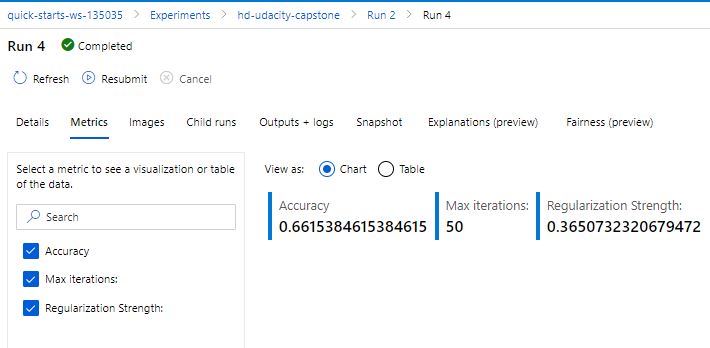 quick-starts-ws-135035 > Experiments > hd-udacity-capstone > Run 2 > Run 4
Run 4 Completed
Refresh Resubmit Cancel
Details Metrics Images Child runs Outputs + logs Snapshot Explanations (preview) Fairness (preview)
Select a metric to see a visualization or table
of the data.
Search
Accuracy
Max iterations:
Regularization Strength:
View as: Chart Table
Accuracy Max iterations: Regularization Strength:
0.6615384615384615 50 0.3650732320679472